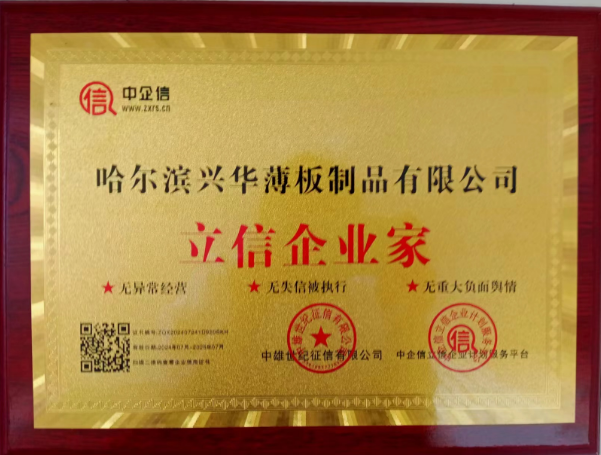 中企信
www.zxrs.cn
哈尔滨兴华薄板制品有限公司
立信企业家
★ 无异常经营 ★ 无失信被执行 ★ 无重大负面舆情
中雄世纪征信有限公司
中企信立信企业计划服务平台
信